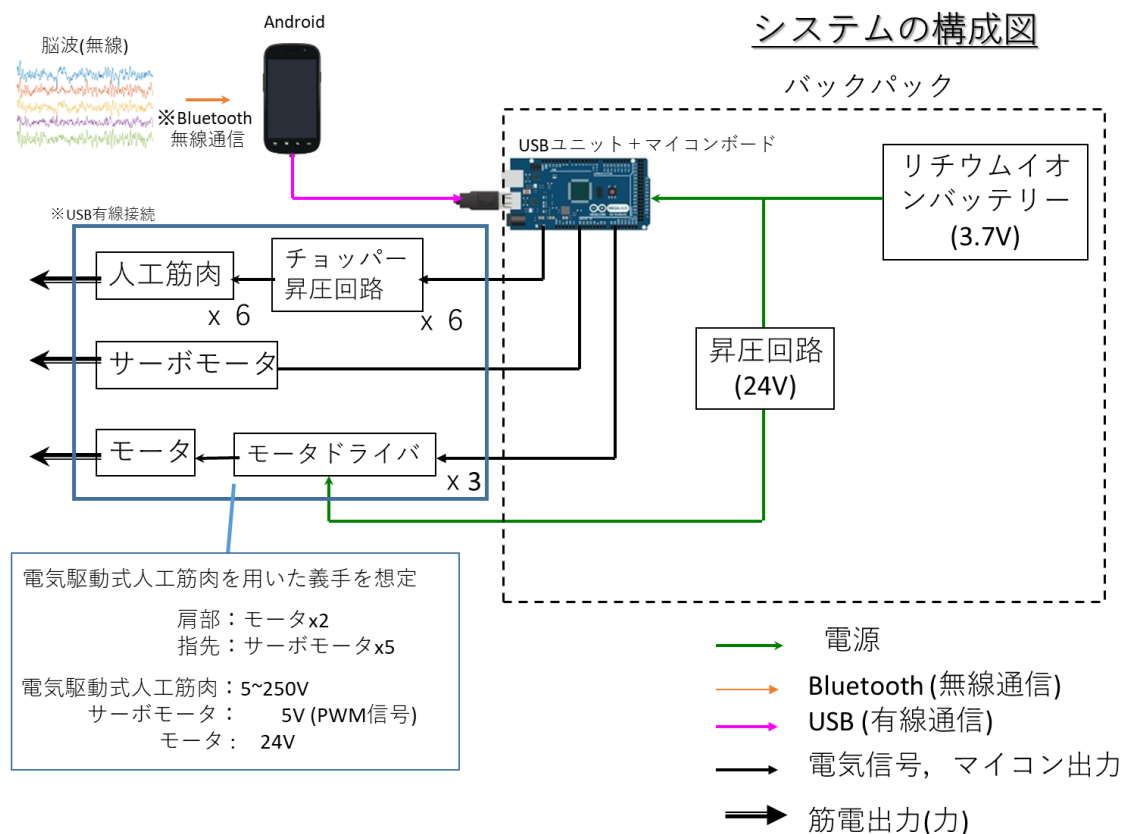 システムの構成図
Android
脳波(無線)
※Bluetooth
無線通信
バックパック
USBユニット＋マイコンボード
リチウムイオ
ンバッテリー
(3.7V)
※USB有線接続
人工筋肉
x 6
チョッパー
昇圧回路
x 6
サーボモータ
昇圧回路
(24V)
モータ
モータドライバ
x 3
電気駆動式人工筋肉を用いた義手を想定
肩部：モータx2
指先：サーボモータx5
電気駆動式人工筋肉：5~250V
サーボモータ： 5V (PWM信号)
モータ： 24V
電源
Bluetooth (無線通信)
USB (有線通信)
電気信号，マイコン出力
筋電出力(力)